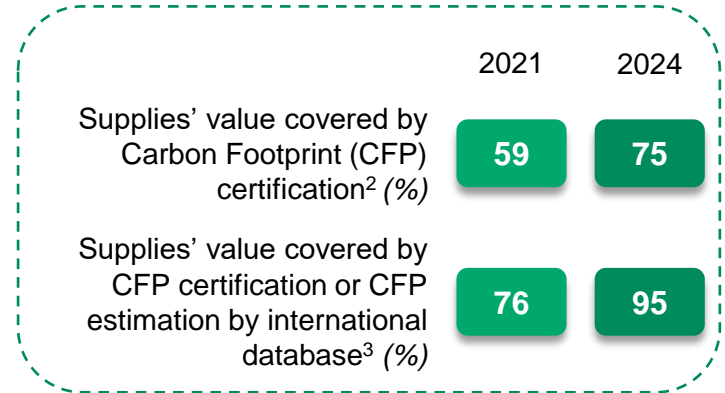 2021 2024
Supplies’ value covered by
Carbon Footprint (CFP)
certification² (%)
59 75
Supplies’ value covered by
CFP certification or CFP
estimation by international
database³ (%)
76 95